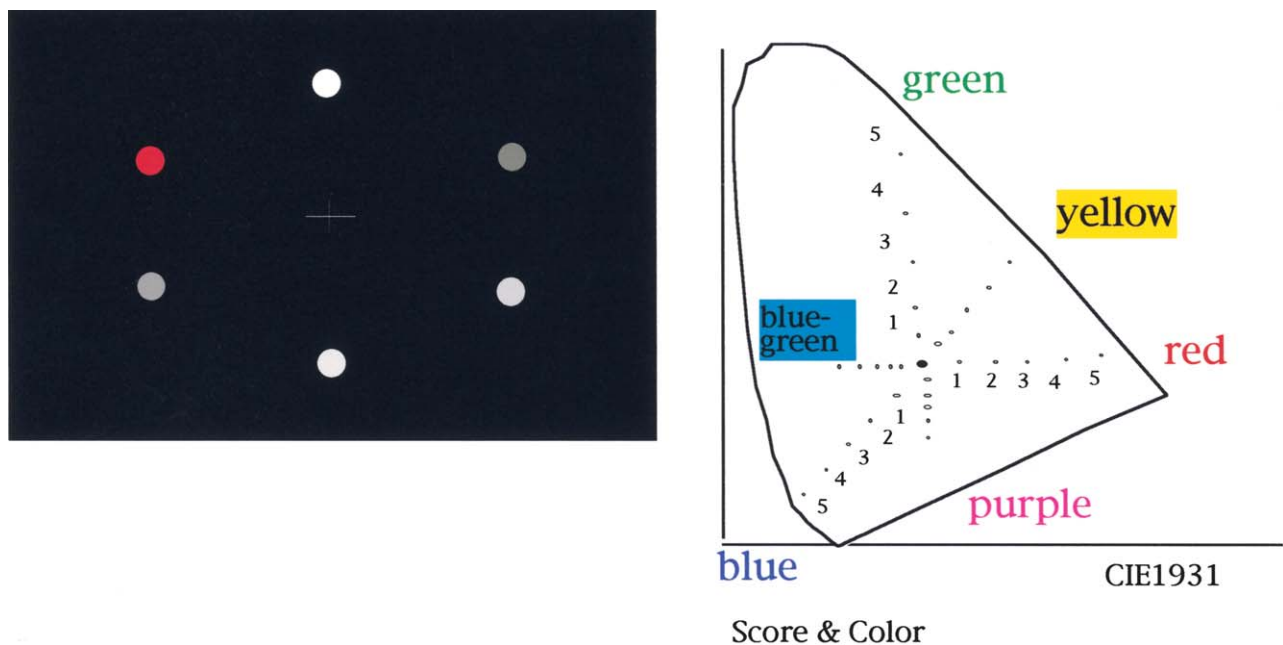 green
5
4
yellow
3
2
blue-
green
1
red
1 2 3 4 5
1
2
3
4
5
purple
blue
CIE1931
Score & Color